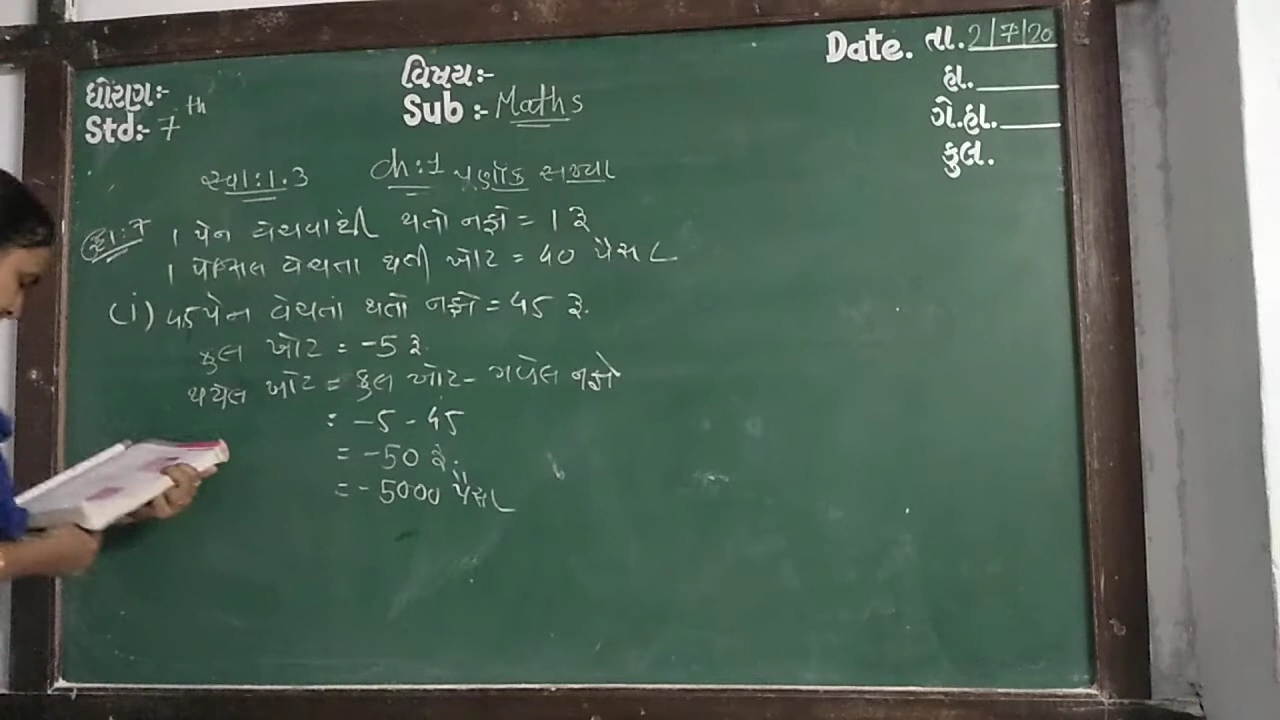 ધોરણ:-
Std:- 7th
વિષય:-
Sub:- Maths
Date. તા. 2/7/20
હા.
ગે.હા.
કુલ.
સ્વા:1.3 ch:1 પૂર્ણાંક સંખ્યા
દા:7 1 પેન વેચવાથી થતો નફો = 1 રૂ
1 પેન્સિલ વેચતા થતી ખોટ = 40 પૈસા
(i) 45 પેન વેચતાં થતો નફો = 45 રૂ.
કુલ ખોટ = -5 રૂ.
થયેલ ખોટ = કુલ ખોટ - મળેલ નફો
= -5 - 45
= -50 રૂ.
= -5000 પૈસા